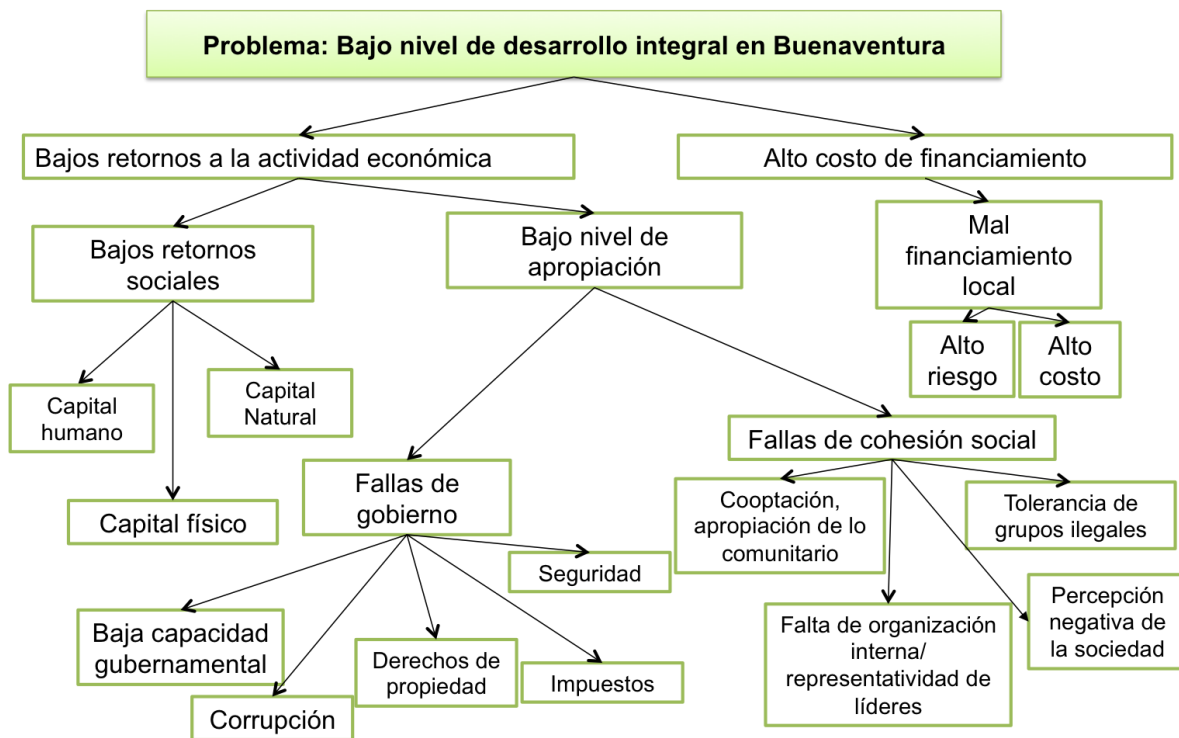 Problema: Bajo nivel de desarrollo integral en Buenaventura
Bajos retornos a la actividad económica
Alto costo de financiamiento
Bajos retornos
sociales
Bajo nivel de
apropiación
Mal
financiamiento
local
Alto
riesgo
Alto
costo
Capital
humano
Capital
Natural
Capital físico
Fallas de
gobierno
Fallas de cohesión social
Cooptación,
apropiación de lo
comunitario
Tolerancia de
grupos ilegales
Seguridad
Baja capacidad
gubernamental
Derechos de
propiedad
Impuestos
Corrupción
Falta de organización
interna/
representatividad de
líderes
Percepción
negativa de
la sociedad